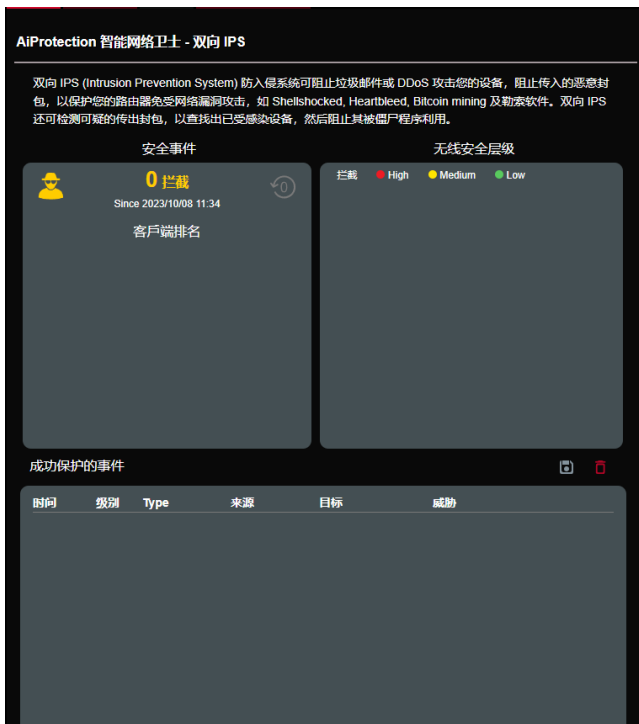 AiProtection 智能网络卫士 - 双向 IPS
双向 IPS (Intrusion Prevention System) 防入侵系统可阻止垃圾邮件或 DDoS 攻击您的设备，阻止传入的恶意封
包，以保护您的路由器免受网络漏洞攻击，如 Shellshocked, Heartbleed, Bitcoin mining 及勒索软件。双向 IPS
还可检测可疑的传出封包，以查找出已受感染设备，然后阻止其被僵尸程序利用。
安全事件
无线安全层级
0 拦截
0
Since 2023/10/08 11:34
客戶端排名
拦截 High Medium Low
成功保护的事件
时间 级别 Type 来源 目标 威胁